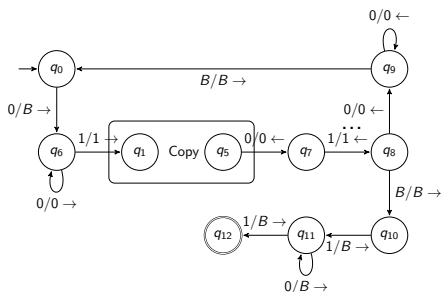 0/0 ←
q0
q9
B/B →
0/B →
0/0 ←
...
1/1 →
0/0 ←
1/1 ←
q6
q1
Copy
q5
q7
q8
0/0 →
B/B →
q12
1/B →
q11
1/B →
q10
0/B →